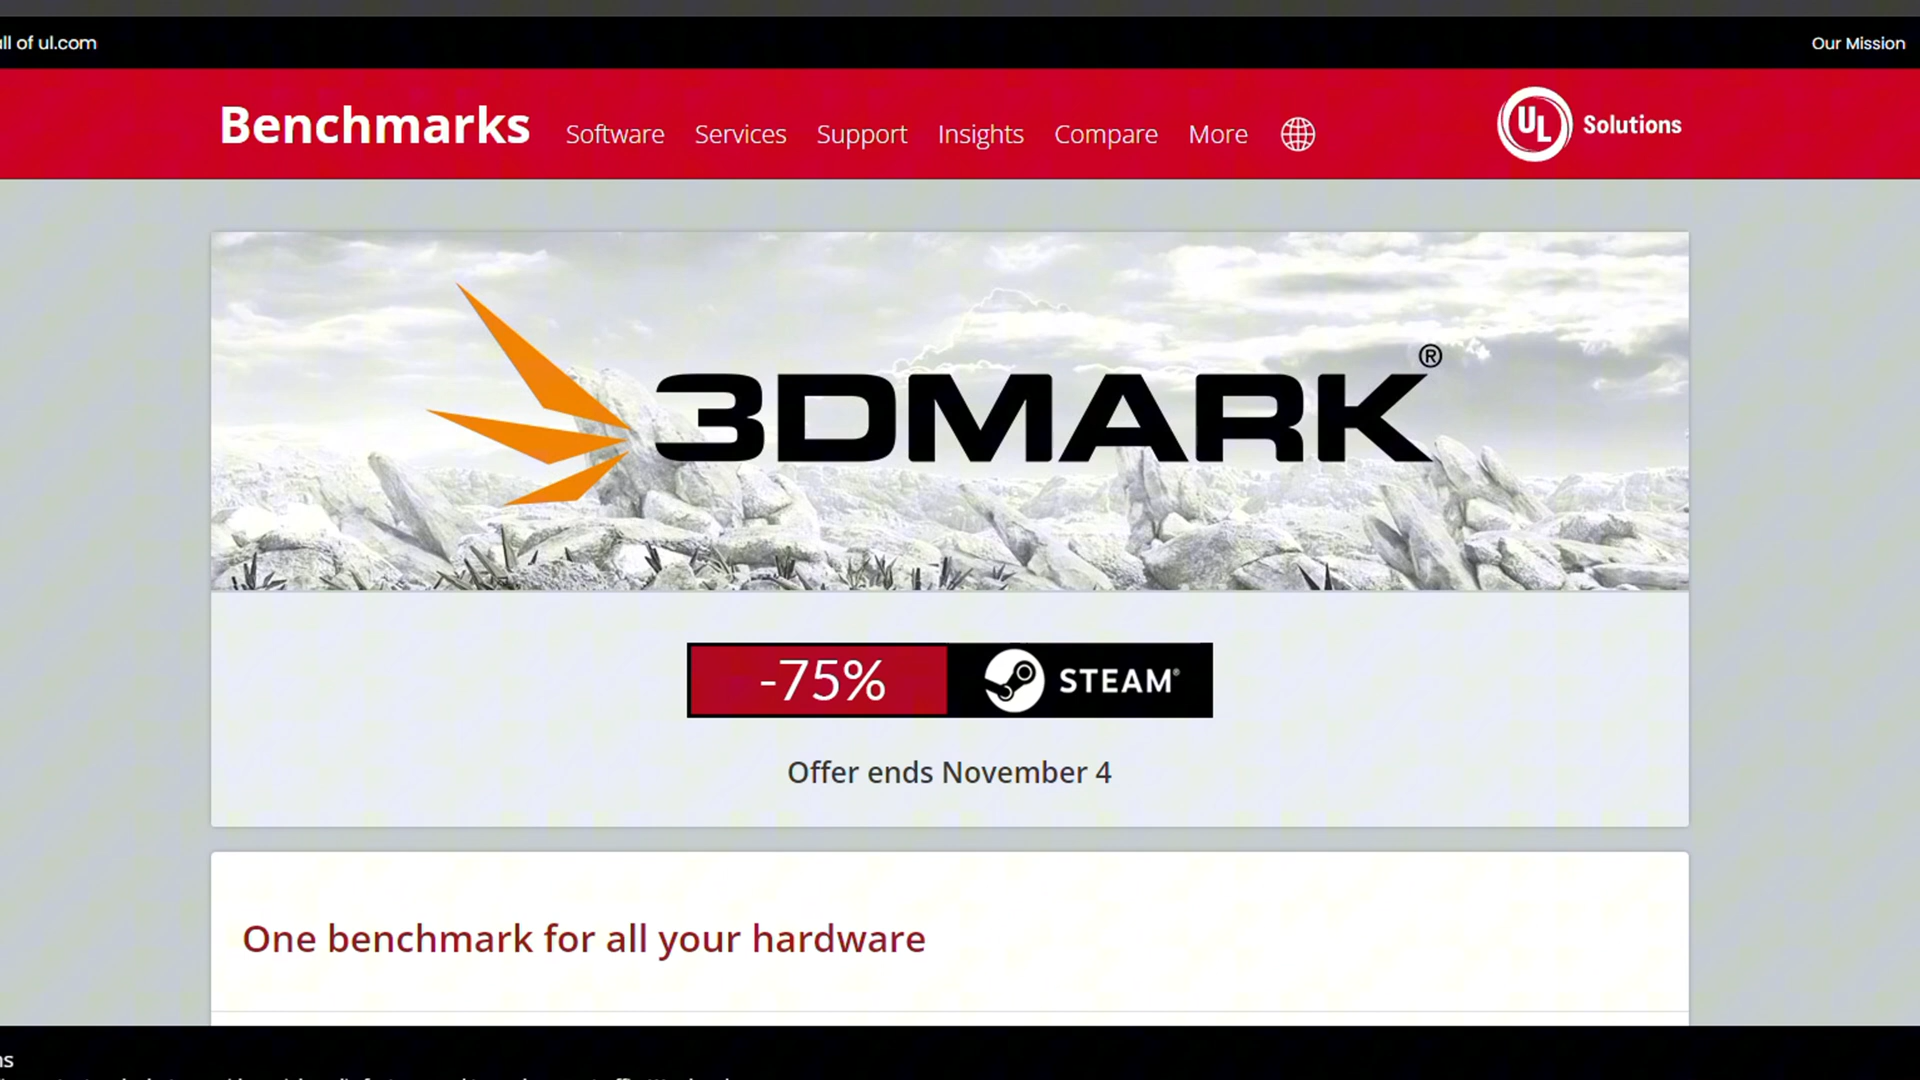 of ul.com
Our Mission
Benchmarks Software Services Support Insights Compare More
UL Solutions
3DMARK®
-75% STEAM®
Offer ends November 4
One benchmark for all your hardware